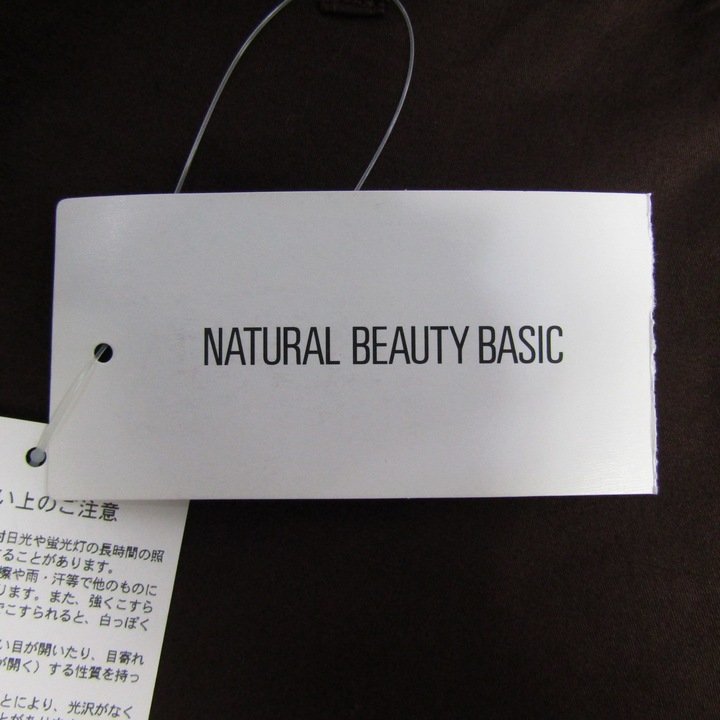 NATURAL BEAUTY BASIC
い上のご注意
日光や蛍光灯の長時間の照
ることがあります。
擦や雨・汗等で他のものに
ります。また、強くこすら
でこすられると、白っぽく
い目が開いたり、目寄れ
が開く）する性質を持っ
とにより、光沢がなく